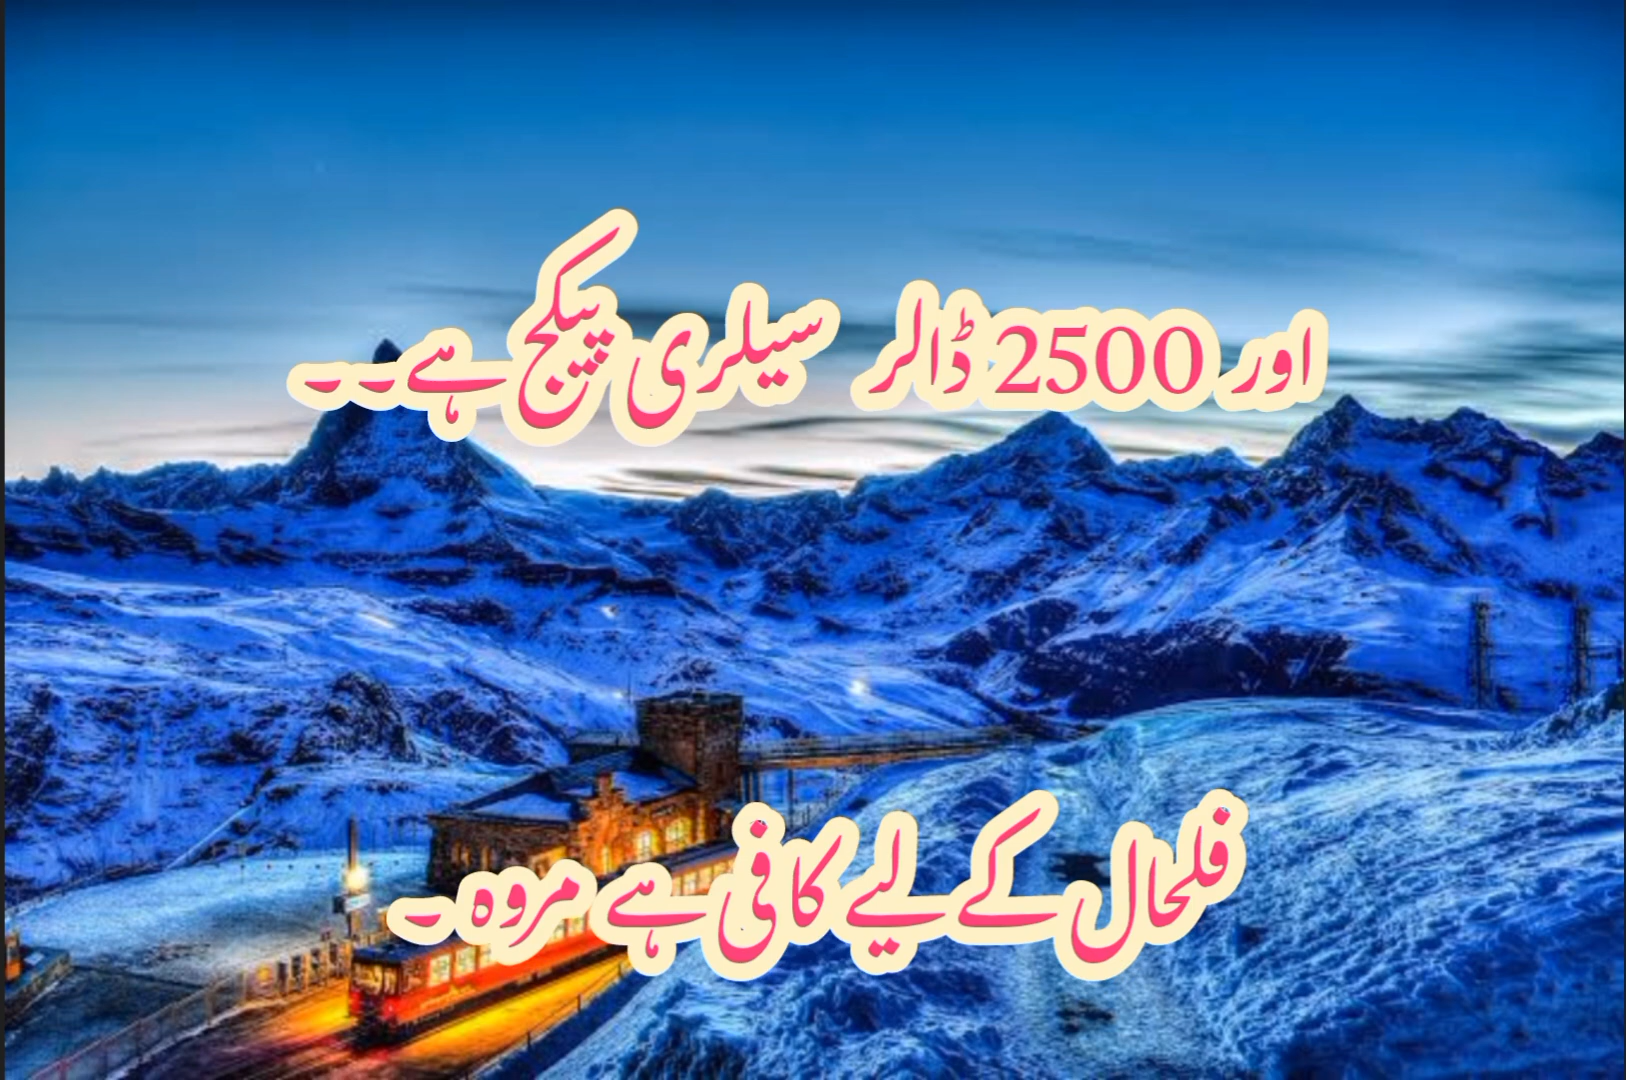 اور 2500 ڈالر سیلری پیکج ہے۔۔
فلحال کے لیے کافی ہے مروہ ۔